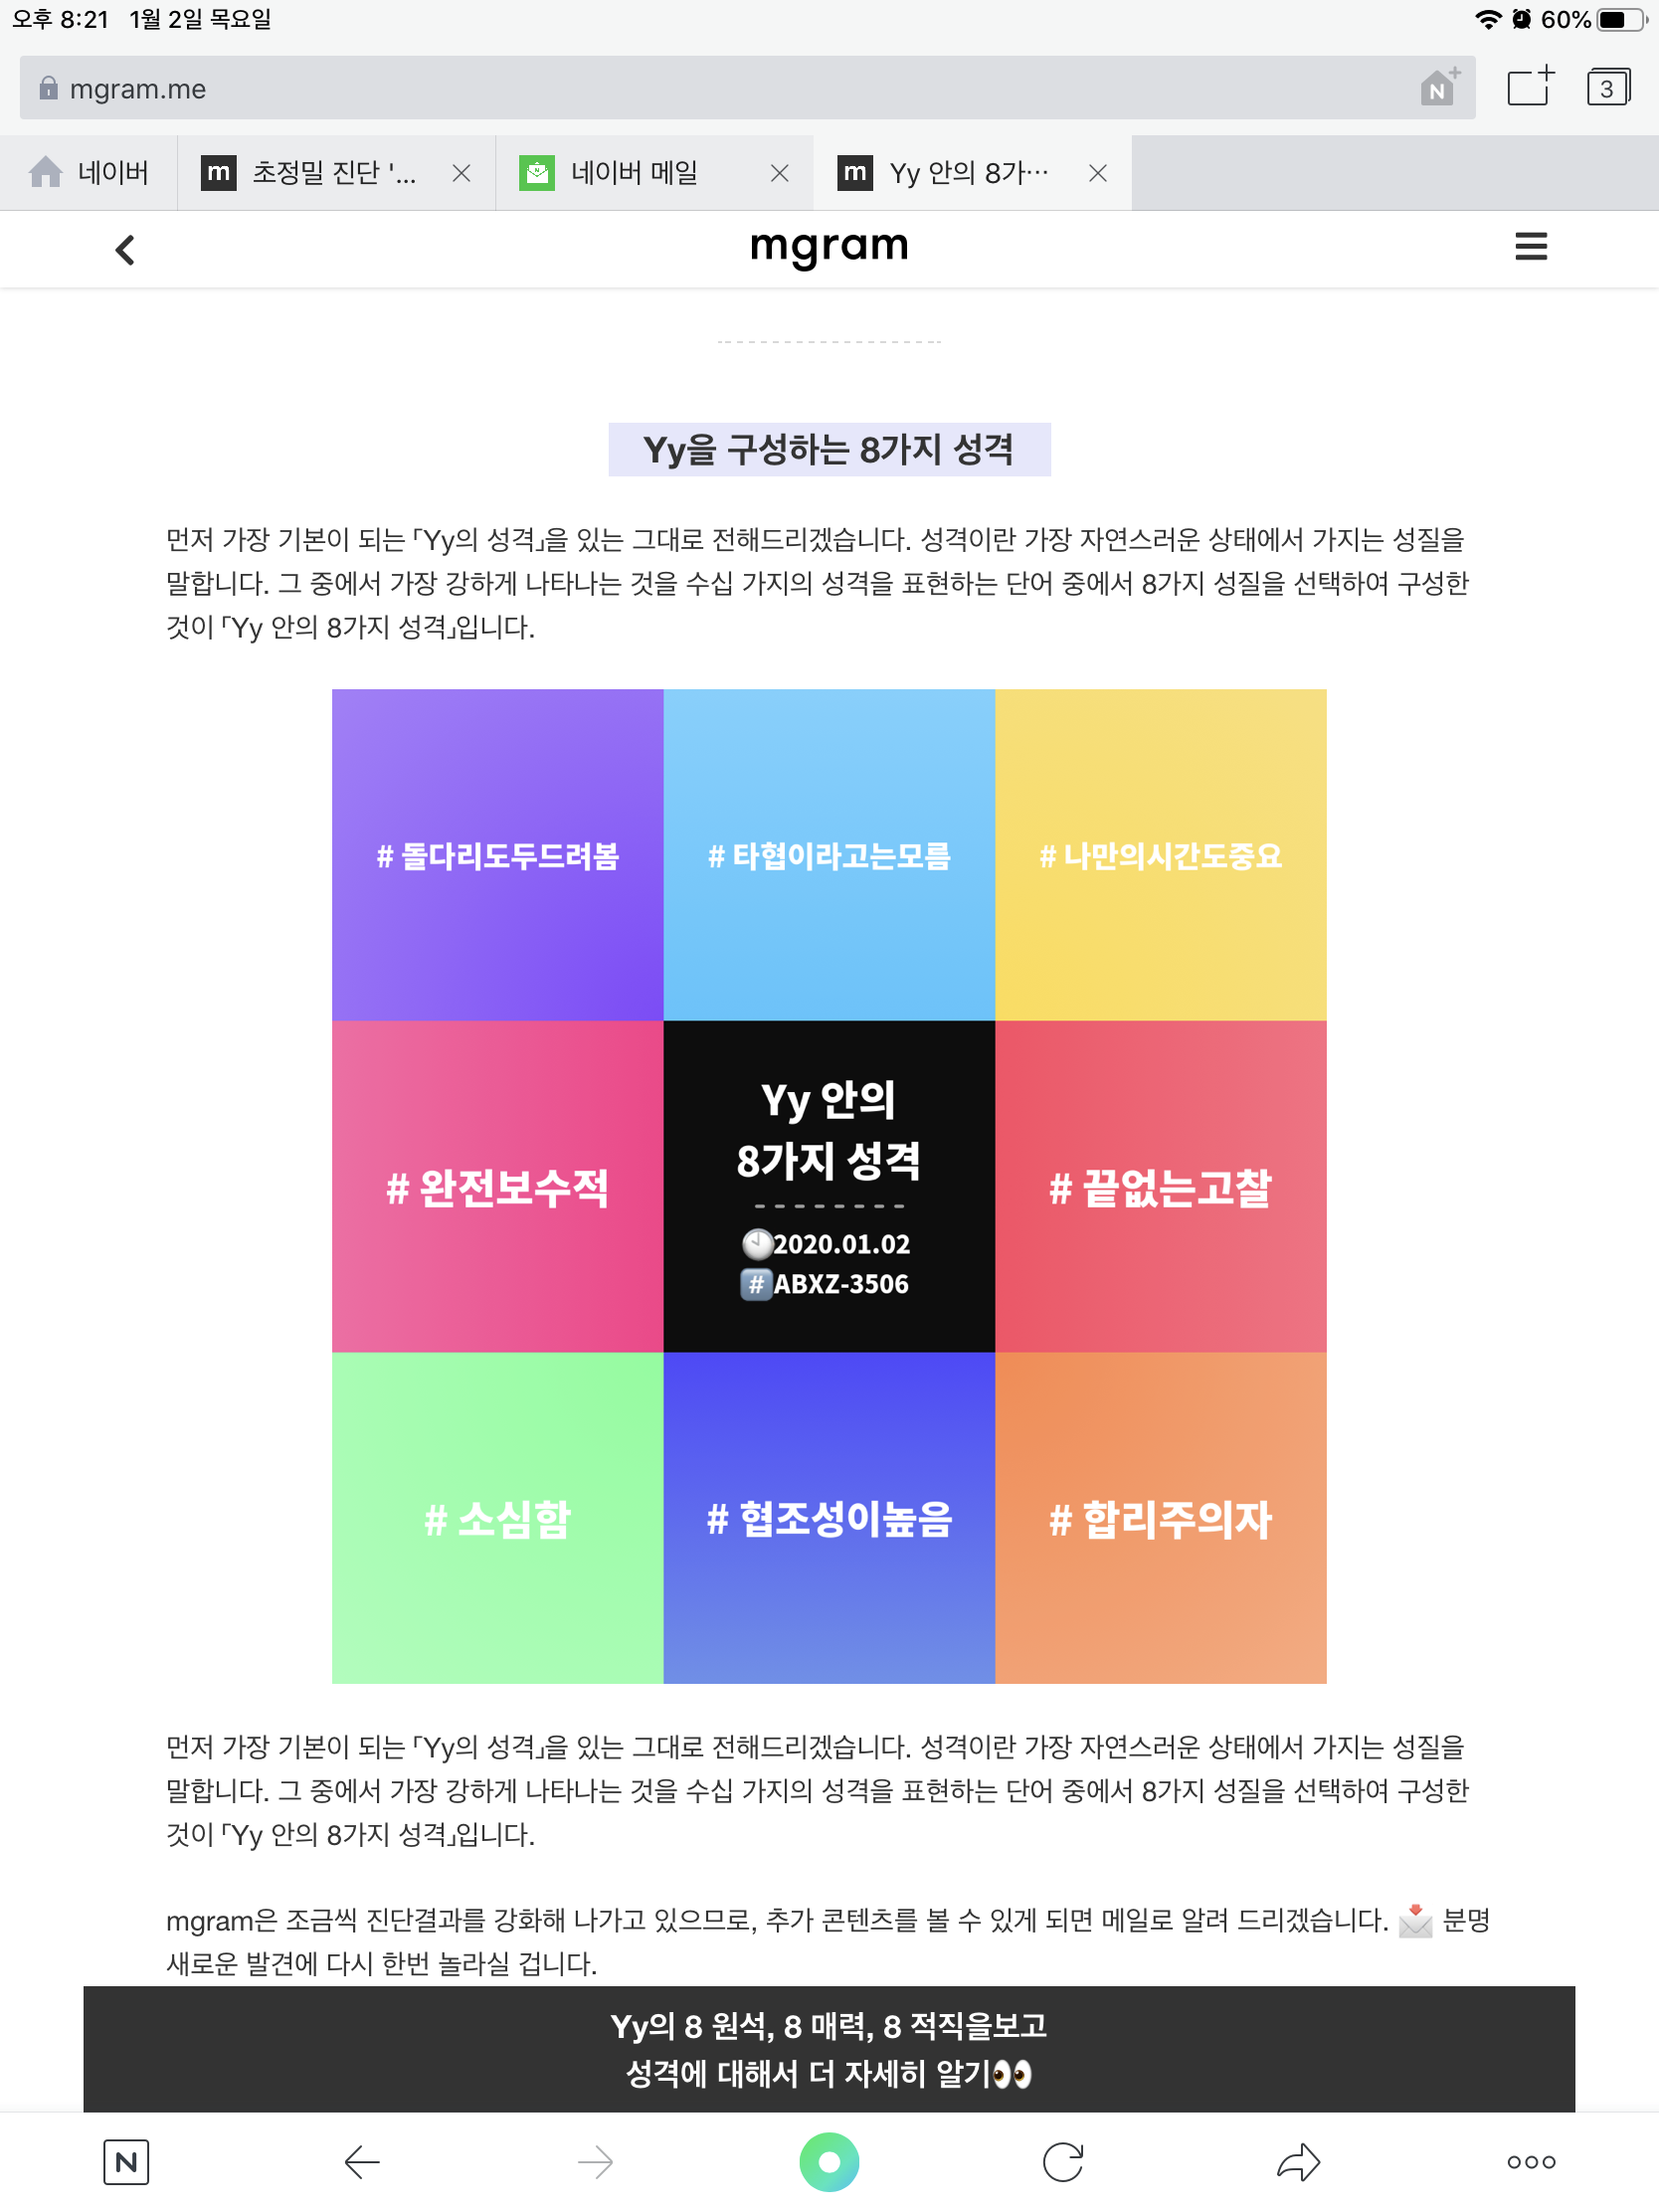 오후 8:21 1월 2일 목요일 60%
mgram.me
3
네이버 초정밀 진단 '... 네이버 메일 Yy 안의 8가…
mgram
Yy을 구성하는 8가지 성격
먼저 가장 기본이 되는 「Yy의 성격」을 있는 그대로 전해드리겠습니다. 성격이란 가장 자연스러운 상태에서 가지는 성질을
말합니다. 그 중에서 가장 강하게 나타나는 것을 수십 가지의 성격을 표현하는 단어 중에서 8가지 성질을 선택하여 구성한
것이 「Yy 안의 8가지 성격」입니다.
# 돌다리도두드려봄 # 타협이라고는모름 # 나만의시간도중요
Yy 안의
8가지 성격
# 완전보수적 # 끝없는고찰
🕙2020.01.02
#️⃣ABXZ-3506
# 소심함 # 협조성이높음 # 합리주의자
먼저 가장 기본이 되는 「Yy의 성격」을 있는 그대로 전해드리겠습니다. 성격이란 가장 자연스러운 상태에서 가지는 성질을
말합니다. 그 중에서 가장 강하게 나타나는 것을 수십 가지의 성격을 표현하는 단어 중에서 8가지 성질을 선택하여 구성한
것이 「Yy 안의 8가지 성격」입니다.
mgram은 조금씩 진단결과를 강화해 나가고 있으므로, 추가 콘텐츠를 볼 수 있게 되면 메일로 알려 드리겠습니다. 📩 분명
새로운 발견에 다시 한번 놀라실 겁니다.
Yy의 8 원석, 8 매력, 8 적직을보고
성격에 대해서 더 자세히 알기👀
N